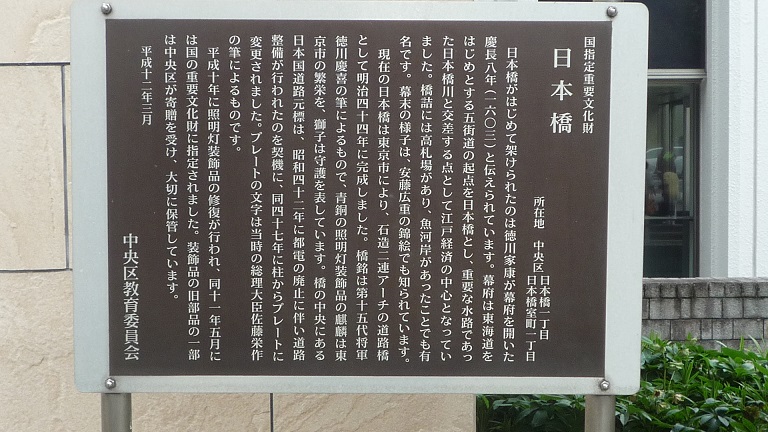 国指定重要文化財
日本橋
所在地　中央区日本橋一丁目
日本橋室町一丁目
日本橋がはじめて架けられたのは徳川家康が幕府を開いた
慶長八年（一六〇三）と伝えられています。幕府は東海道を
はじめとする五街道の起点を日本橋とし、重要な水路であっ
た日本橋川と交差する点として江戸経済の中心となってい
ました。橋詰には高札場があり、魚河岸があったことでも有
名です。幕末の様子は、安藤広重の錦絵でも知られています。
現在の日本橋は東京市により、石造二連アーチの道路橋
として明治四十四年に完成しました。橋銘は第十五代将軍
徳川慶喜の筆によるもので、青銅の照明灯装飾品の麒麟は東
京市の繁栄を、獅子は守護を表しています。橋の中央にある
日本国道路元標は、昭和四十二年に都電の廃止に伴い道路
整備が行われたのを契機に、同四十七年に柱からプレートに
変更されました。プレートの文字は当時の総理大臣佐藤栄作
の筆によるものです。
平成十年に照明灯装飾品の修復が行われ、同十一年五月に
は国の重要文化財に指定されました。装飾品の旧部品の一部
は中央区が寄贈を受け、大切に保管しています。
平成十二年三月
中央区教育委員会